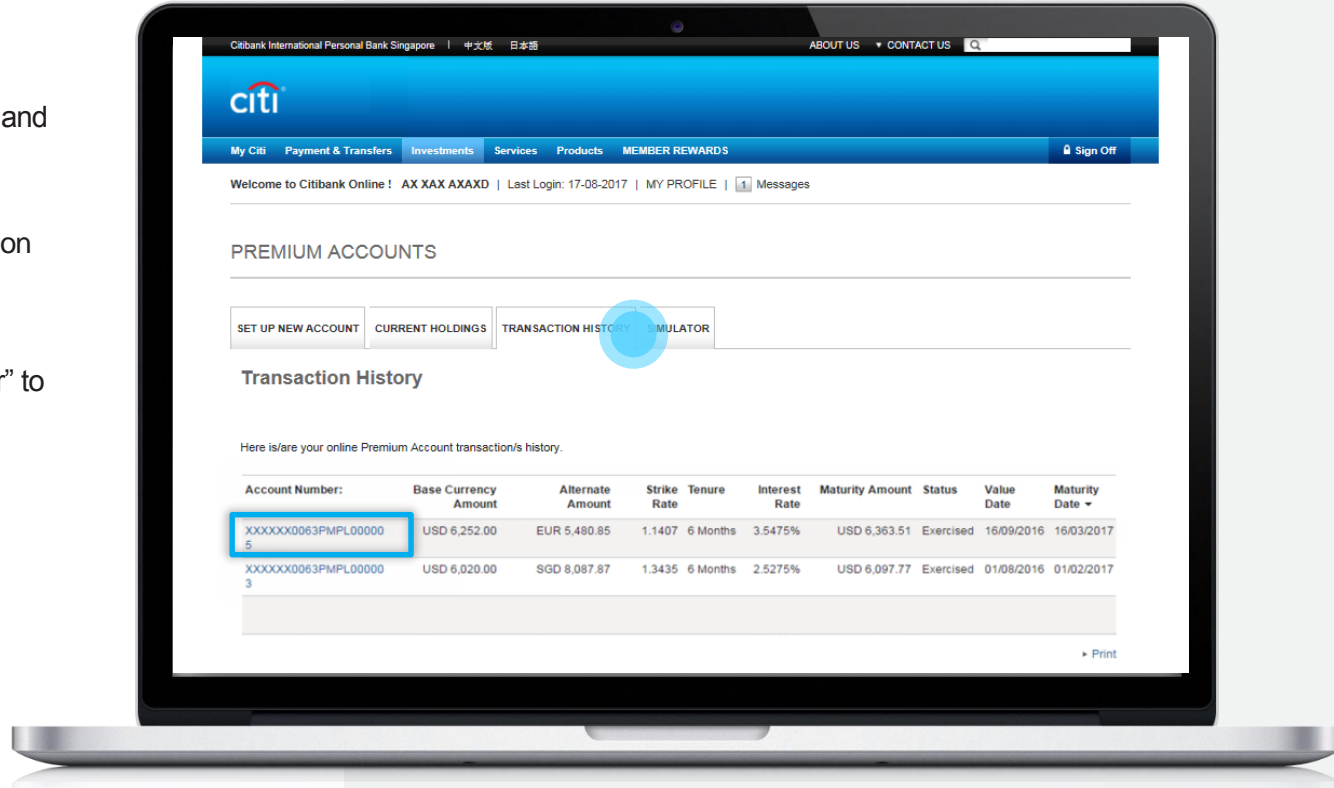 and
on
r” to
Citibank International Personal Bank Singapore | 中文版 日本語 ABOUT US ▼ CONTACT US
citi
My Citi Payment & Transfers Investments Services Products MEMBER REWARDS Sign Off
Welcome to Citibank Online ! AX XAX AXAXD | Last Login: 17-08-2017 | MY PROFILE | 1 Messages
PREMIUM ACCOUNTS
SET UP NEW ACCOUNT CURRENT HOLDINGS TRANSACTION HISTORY SIMULATOR
Transaction History
Here is/are your online Premium Account transaction/s history.
Account Number: Base Currency Alternate Strike Tenure Interest Maturity Amount Status Value Maturity
Amount Amount Rate Rate Date Date ▼
XXXXXX0063PMPL00000 USD 6,252.00 EUR 5,480.85 1.1407 6 Months 3.5475% USD 6,363.51 Exercised 16/09/2016 16/03/2017
5
XXXXXX0063PMPL00000 USD 6,020.00 SGD 8,087.87 1.3435 6 Months 2.5275% USD 6,097.77 Exercised 01/08/2016 01/02/2017
3
▸ Print